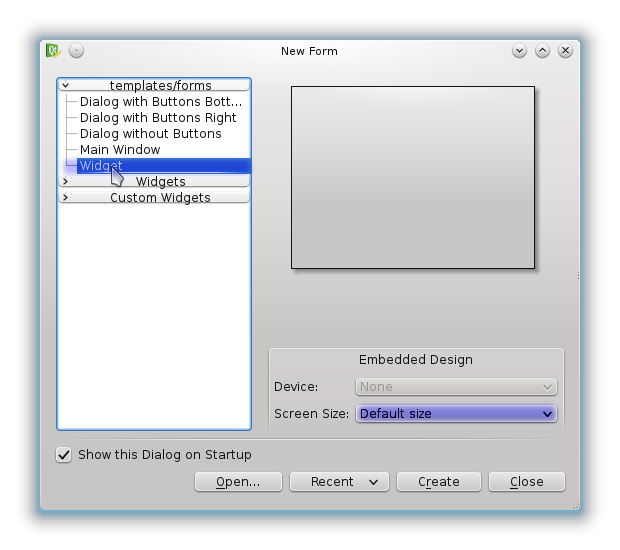 New Form
templates/forms
Dialog with Buttons Bott...
Dialog with Buttons Right
Dialog without Buttons
Main Window
Widget
Widgets
Custom Widgets
Embedded Design
Device: None
Screen Size: Default size
Show this Dialog on Startup
Open... Recent Create Close